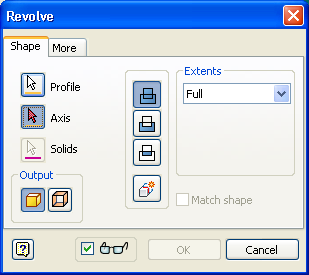 Revolve
Shape
More
Profile
Axis
Solids
Output
Extents
Full
Match shape
?
OK
Cancel